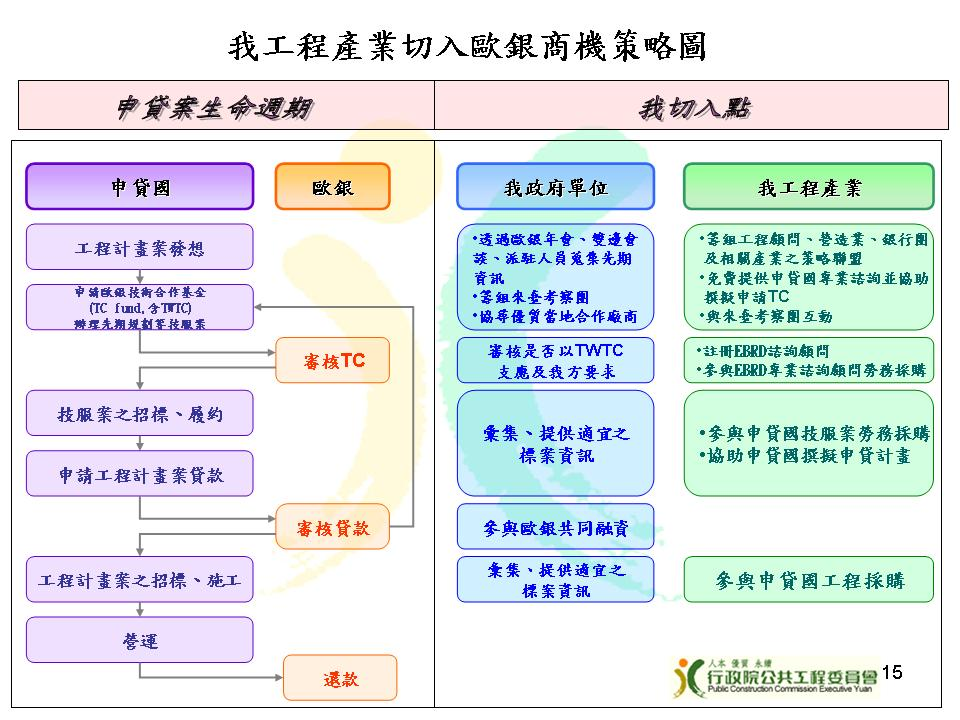 我工程產業切入歐銀商機策略圖
申貸案生命週期
我切入點
申貸國
歐銀
我政府單位
我工程產業
工程計畫案發想
申請歐銀技術合作基金
(TC fund,含TWTC)
辦理先期規劃等技服業
審核TC
技服案之招標、履約
申請工程計畫案貸款
審核貸款
工程計畫案之招標、施工
營運
還款
•透過歐銀年會、雙邊會
談、派駐人員蒐集先期
資訊
•籌組來臺考察團
•協尋優質當地合作廠商
審核是否以TWTC
支應及我方要求
彙集、提供適宜之
標案資訊
參與歐銀共同融資
彙集、提供適宜之
標案資訊
•籌組工程顧問、營造業、銀行團
及相關產業之策略聯盟
•免費提供申貸國專業諮詢並協助
撰擬申請TC
•與來臺考察團互動
•註冊EBRD諮詢顧問
•參與EBRD專業諮詢顧問勞務採購
•參與申貸國技服案勞務採購
•協助申貸國撰擬申貸計畫
參與申貸國工程採購
人本 優質 永續
行政院公共工程委員會
Public Construction Commission Executive Yuan
15